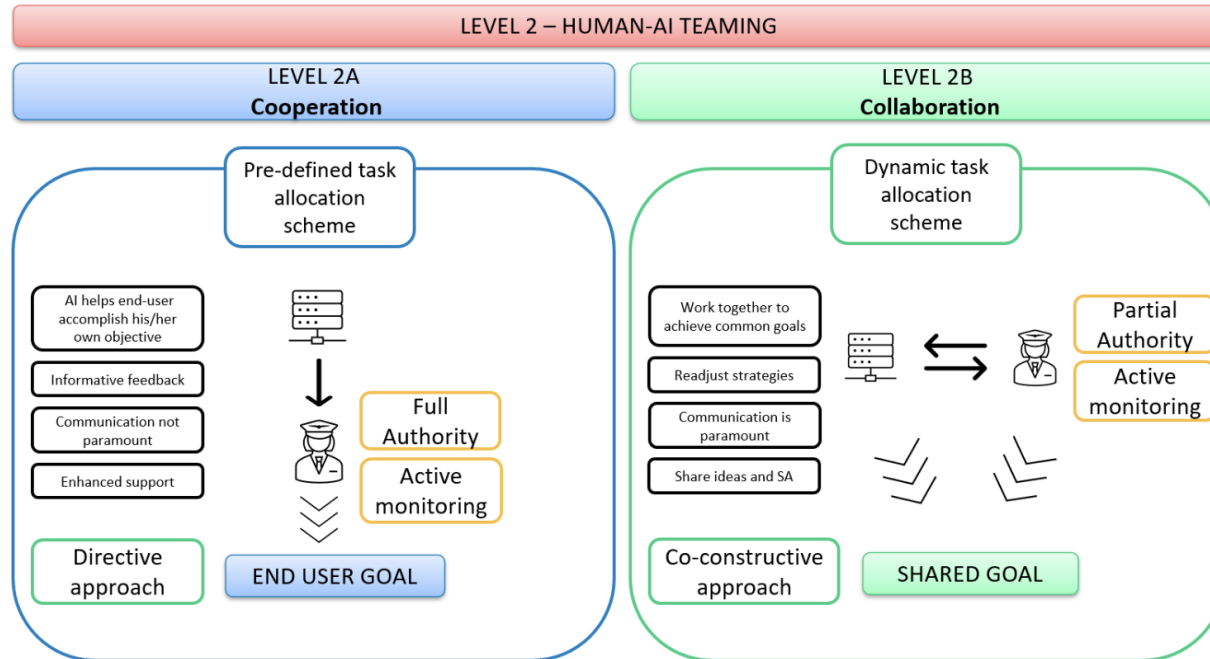 LEVEL 2 – HUMAN-AI TEAMING
LEVEL 2A
Cooperation
Pre-defined task
allocation
scheme
AI helps end-user
accomplish his/her
own objective
Informative feedback
Communication not
paramount
Enhanced support
Full
Authority
Active
monitoring
Directive
approach
END USER GOAL
LEVEL 2B
Collaboration
Dynamic task
allocation
scheme
Work together to
achieve common goals
Readjust strategies
Communication is
paramount
Share ideas and SA
Partial
Authority
Active
monitoring
Co-constructive
approach
SHARED GOAL